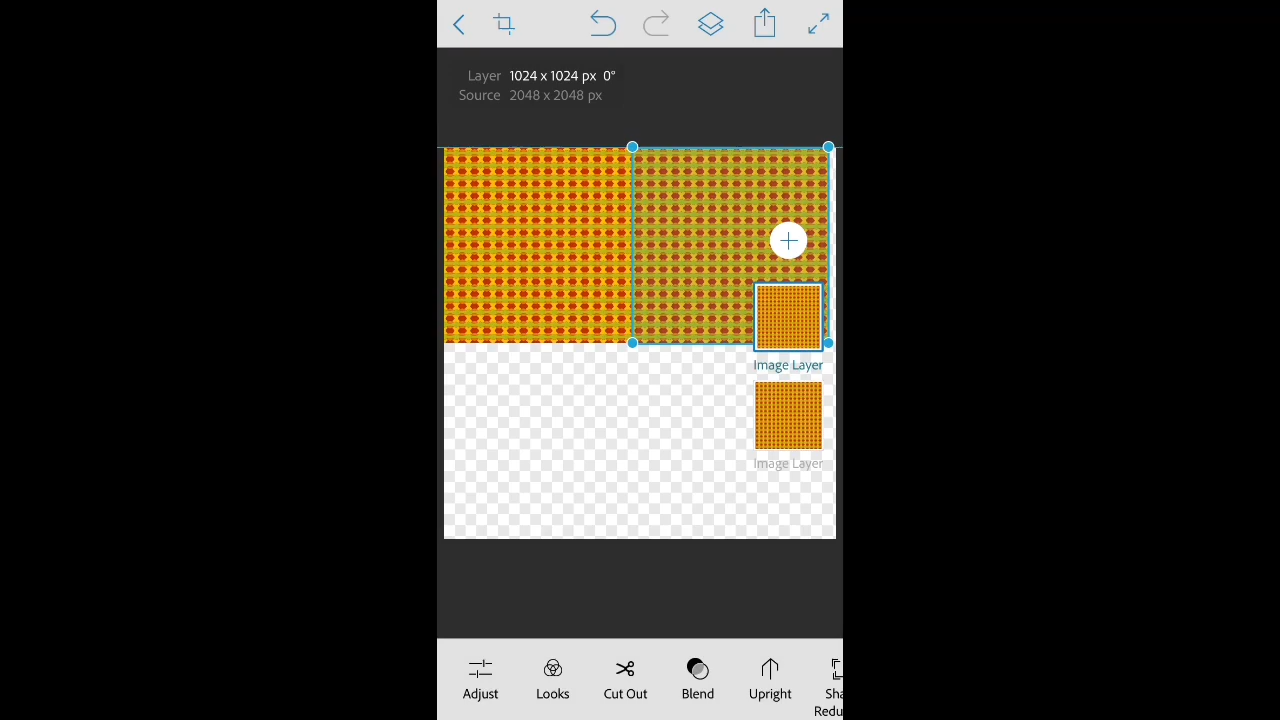 Layer 1024 x 1024 px 0°
Source 2048 x 2048 px
Image Layer
Image Layer
Adjust
Looks
Cut Out
Blend
Upright
Sha
Redu